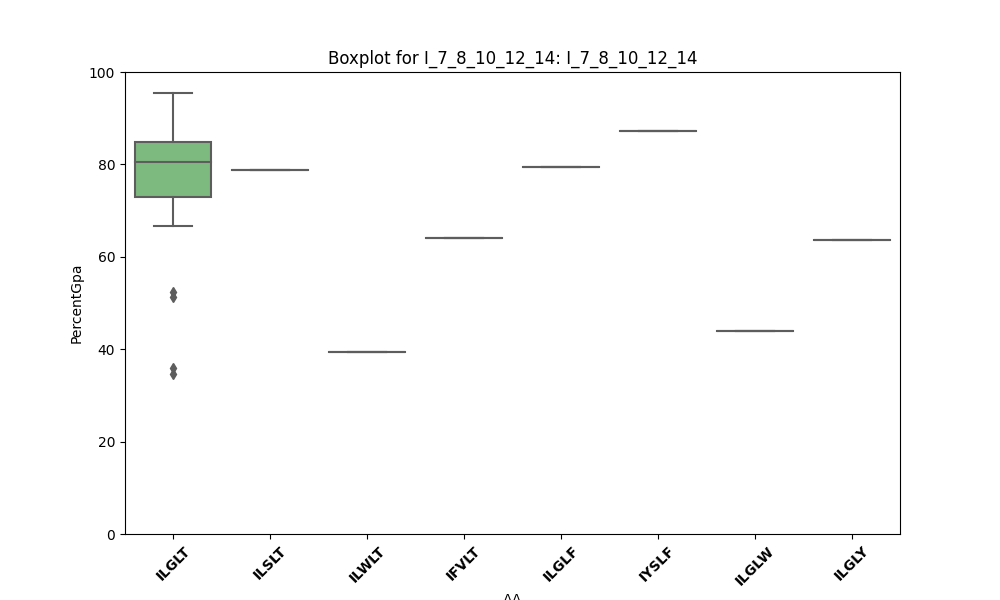 Boxplot for I_7_8_10_12_14: I_7_8_10_12_14
PercentGpa
100
80
60
40
20
0
ILGLT
ILSLT
ILWLT
IFVLT
ILGLF
IYSLF
ILGLW
ILGLY
AA